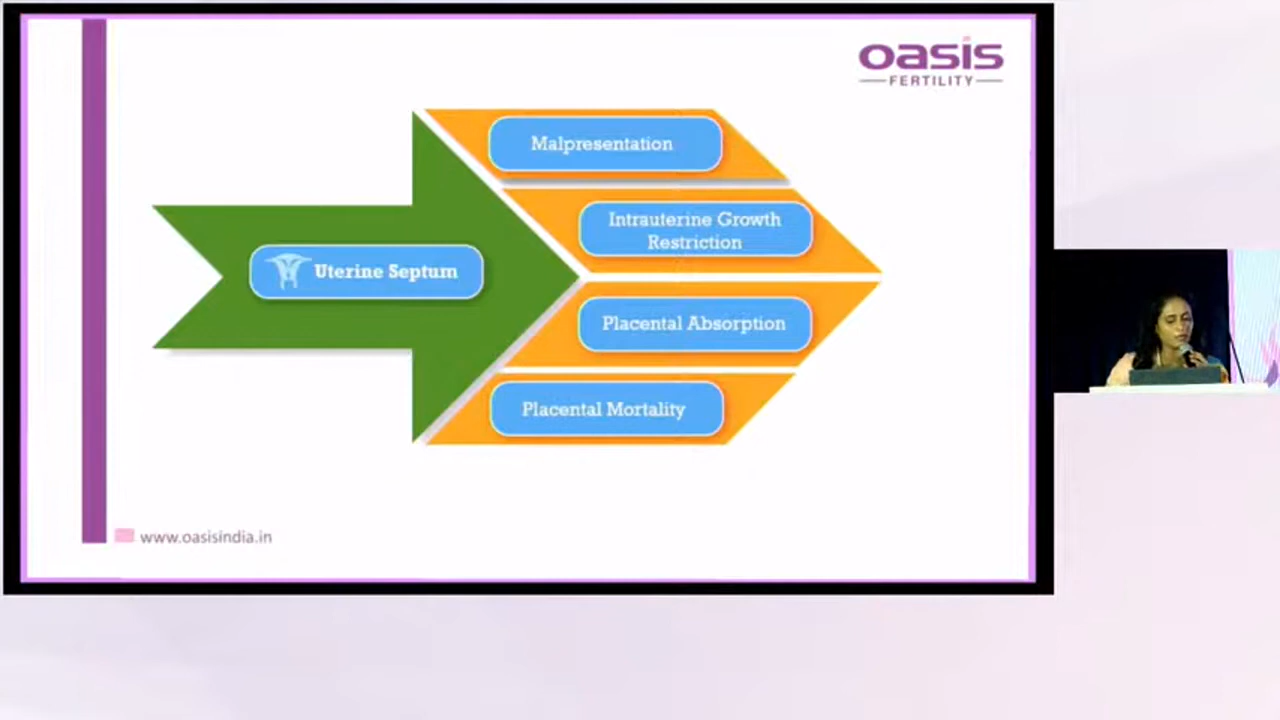 oasis
FERTILITY
Malpresentation
Intrauterine Growth
Restriction
Uterine Septum
Placental Absorption
Placental Mortality
www.oasisindia.in